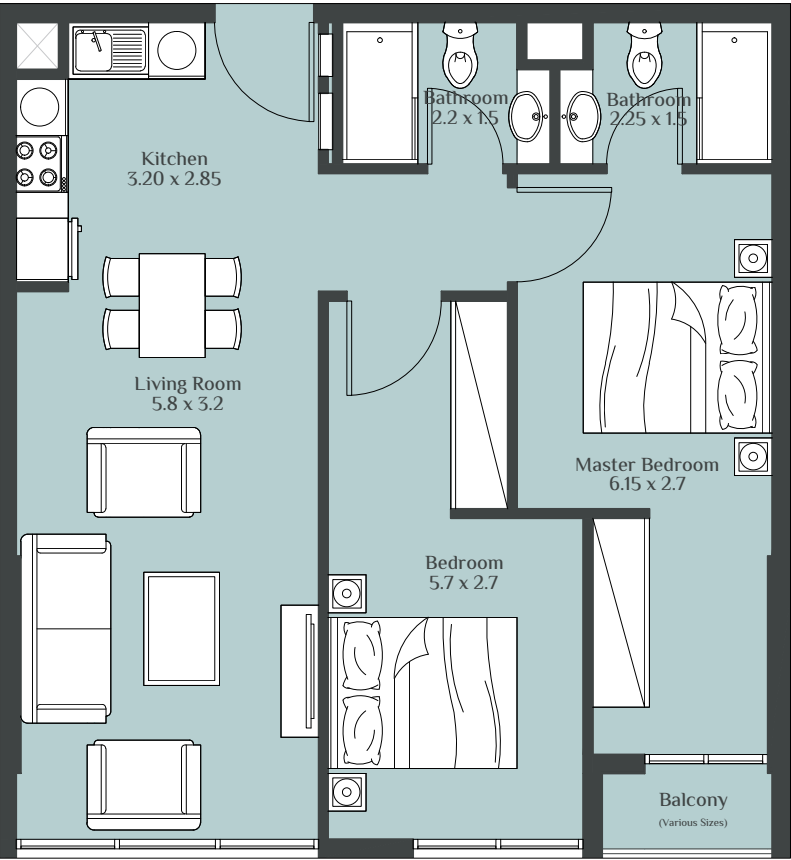 Bathroom
2.2 x 1.5
Bathroom
2.25 x 1.5
Kitchen
3.20 x 2.85
Living Room
5.8 x 3.2
Master Bedroom
6.15 x 2.7
Bedroom
5.7 x 2.7
Balcony
(Various Sizes)